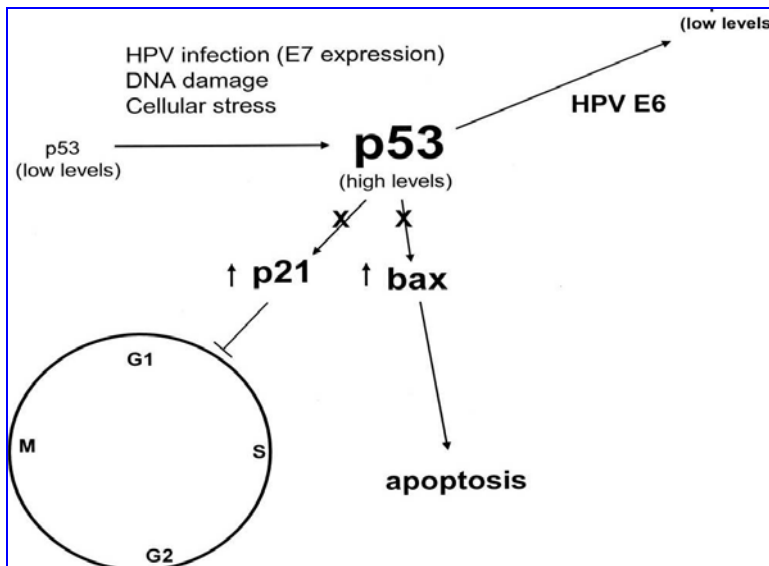 (low levels)
HPV infection (E7 expression)
DNA damage
Cellular stress
HPV E6
p53
(low levels)
p53
(high levels)
X X
↑ p21 ↑ bax
G1
M
S
G2
apoptosis